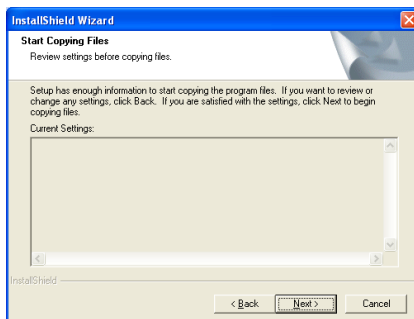 InstallShield Wizard
Start Copying Files
Review settings before copying files.
Setup has enough information to start copying the program files. If you want to review or
change any settings, click Back. If you are satisfied with the settings, click Next to begin
copying files.
Current Settings:
InstallShield
< Back Next > Cancel